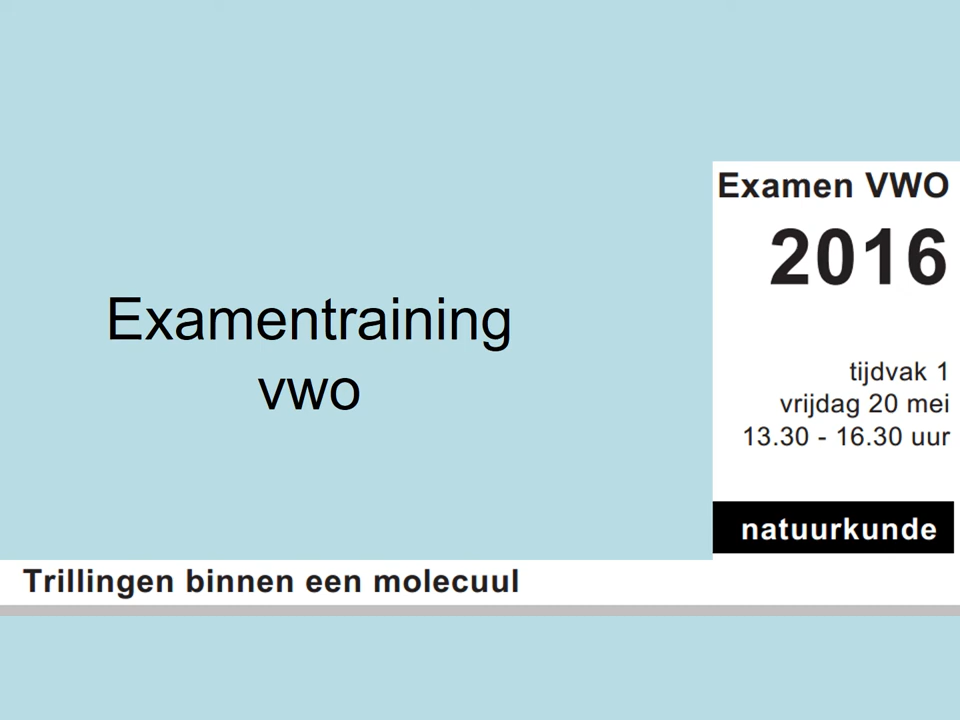 Examentraining
vwo
Examen VWO
2016
tijdvak 1
vrijdag 20 mei
13.30 - 16.30 uur
natuurkunde
Trillingen binnen een molecuul